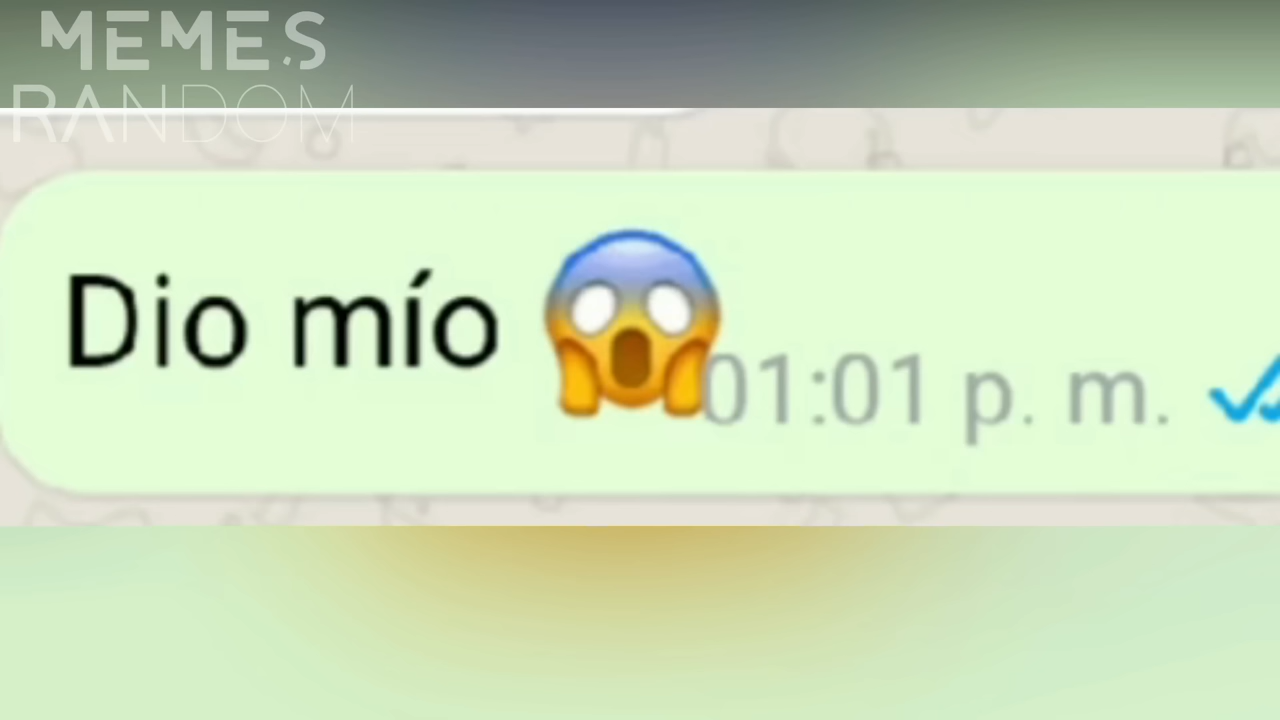 MEMES
RANDOM
Dio mío 😱
01:01 p. m.